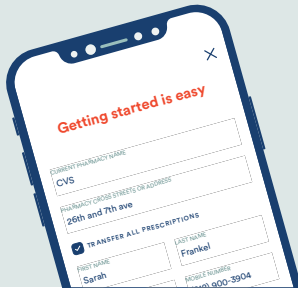 Getting started is easy
CURRENT PHARMACY NAME
CVS
PHARMACY CROSS STREETS OR ADDRESS
26th and 7th ave
TRANSFER ALL PRESCRIPTIONS
FIRST NAME
Sarah
LAST NAME
Frankel
MOBILE NUMBER
900-3904